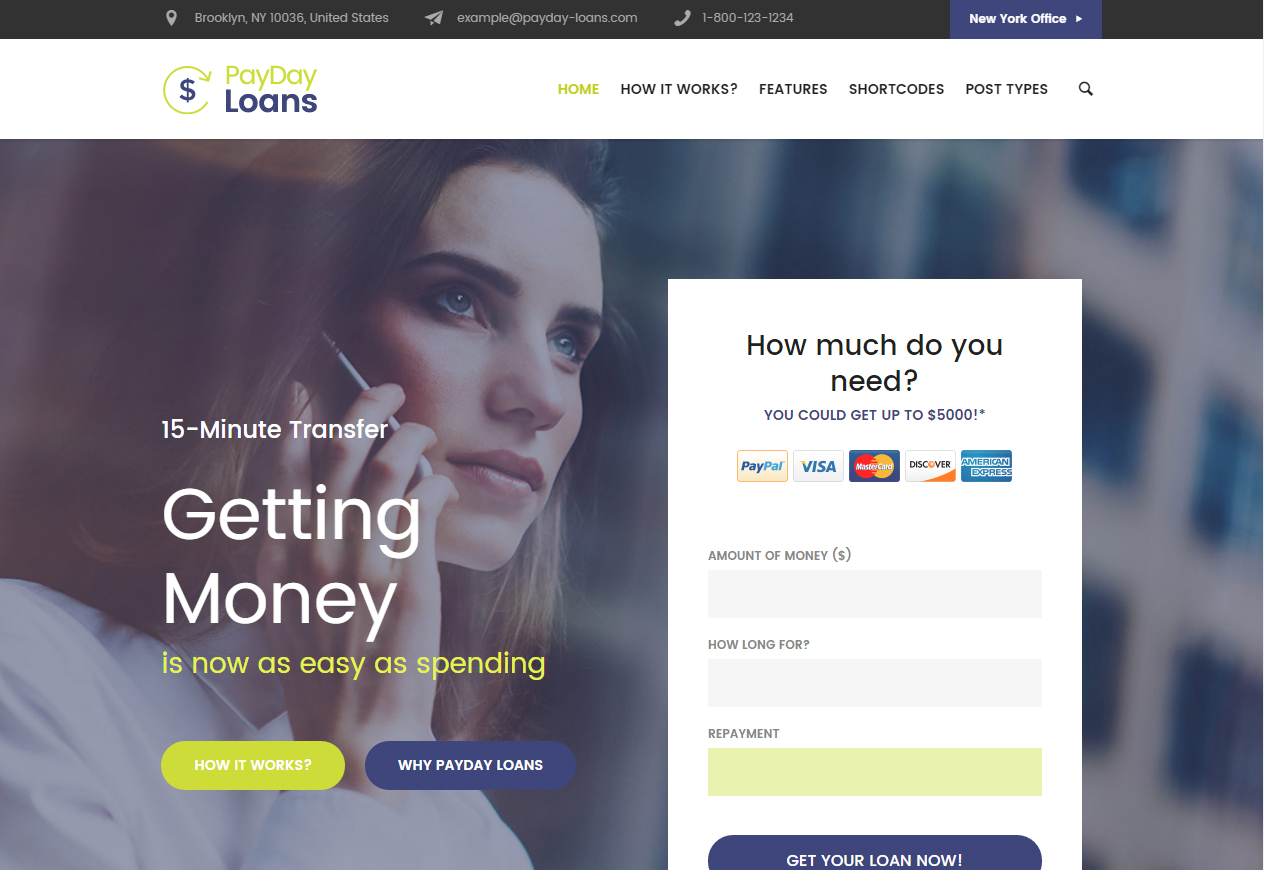 Brooklyn, NY 10036, United States
example@payday-loans.com
1-800-123-1234
New York Office
$
PayDay
Loans
HOME
HOW IT WORKS?
FEATURES
SHORTCODES
POST TYPES
15-Minute Transfer
Getting
Money
is now as easy as spending
HOW IT WORKS?
WHY PAYDAY LOANS
How much do you
need?
YOU COULD GET UP TO $5000!*
PayPal
VISA
MasterCard
DISCOVER
AMERICAN
EXPRESS
AMOUNT OF MONEY ($)
HOW LONG FOR?
REPAYMENT
GET YOUR LOAN NOW!